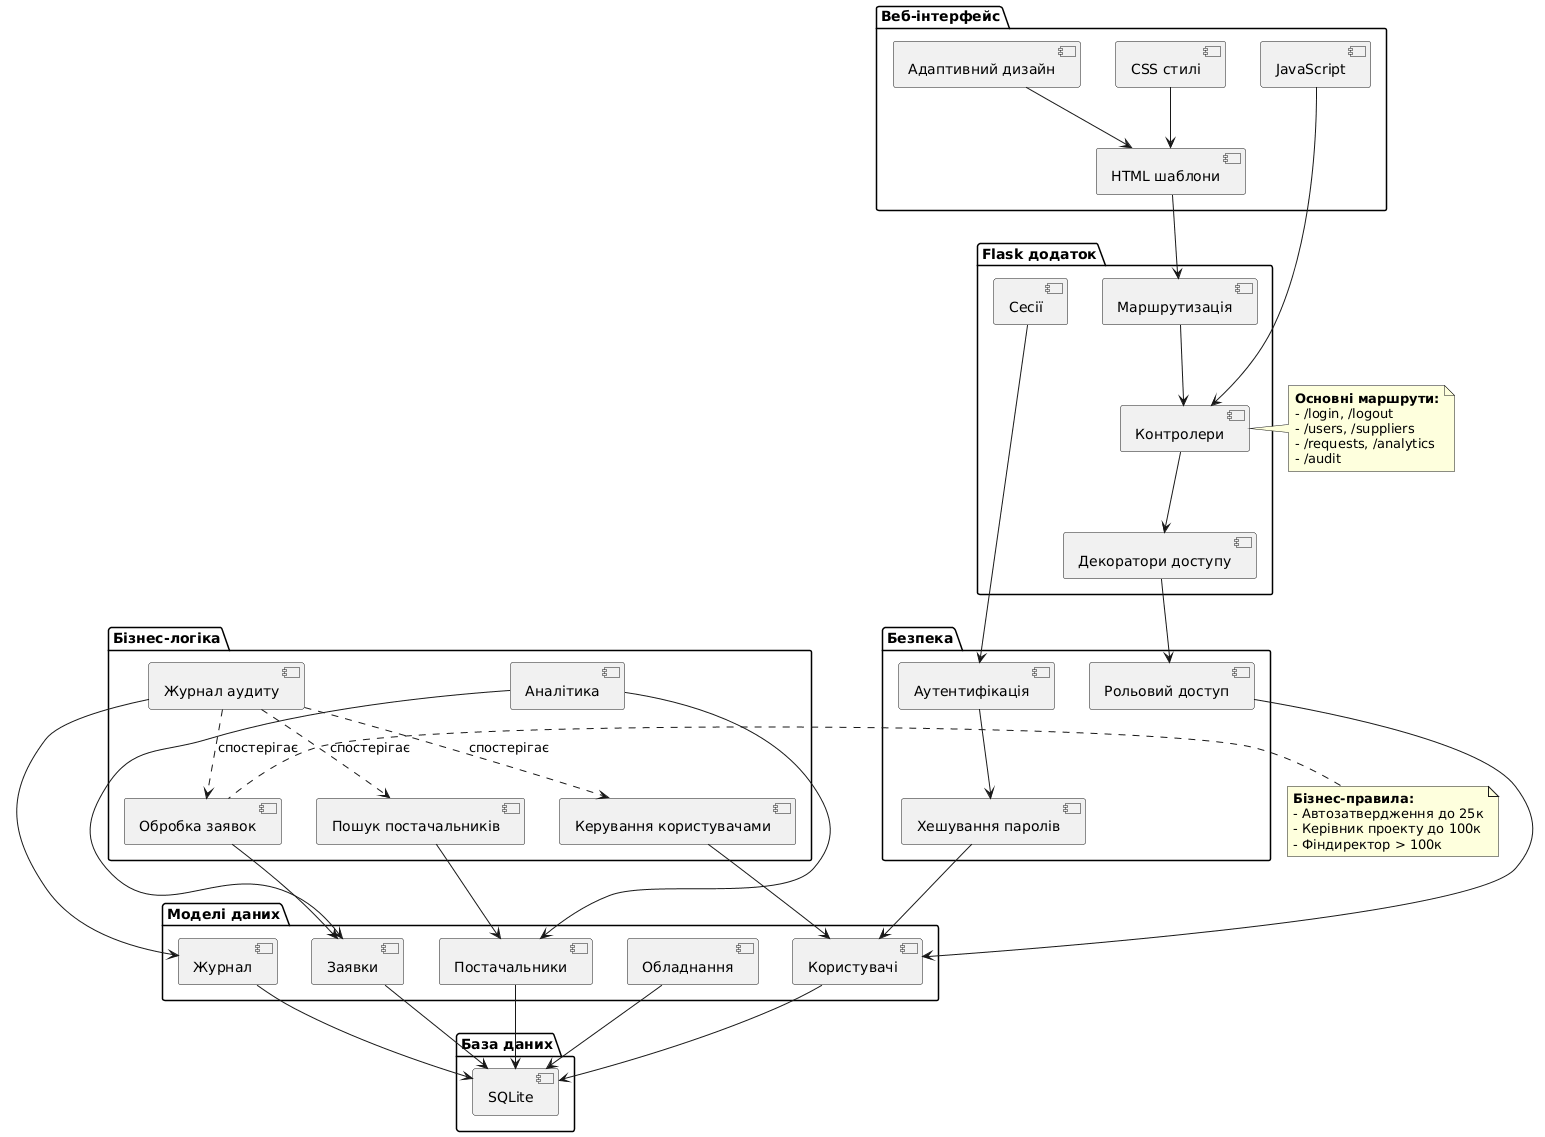 Веб-інтерфейс
Адаптивний дизайн
CSS стилі
JavaScript
HTML шаблони
Flask додаток
Сесії
Маршрутизація
Контролери
Основні маршрути:
- /login, /logout
- /users, /suppliers
- /requests, /analytics
- /audit
Декоратори доступу
Бізнес-логіка
Журнал аудиту
Аналітика
спостерігає
спостерігає
спостерігає
Обробка заявок
Пошук постачальників
Керування користувачами
Безпека
Аутентифікація
Рольовий доступ
Хешування паролів
Бізнес-правила:
- Автозатвердження до 25к
- Керівник проекту до 100к
- Фіндиректор > 100к
Моделі даних
Журнал
Заявки
Постачальники
Обладнання
Користувачі
База даних
SQLite